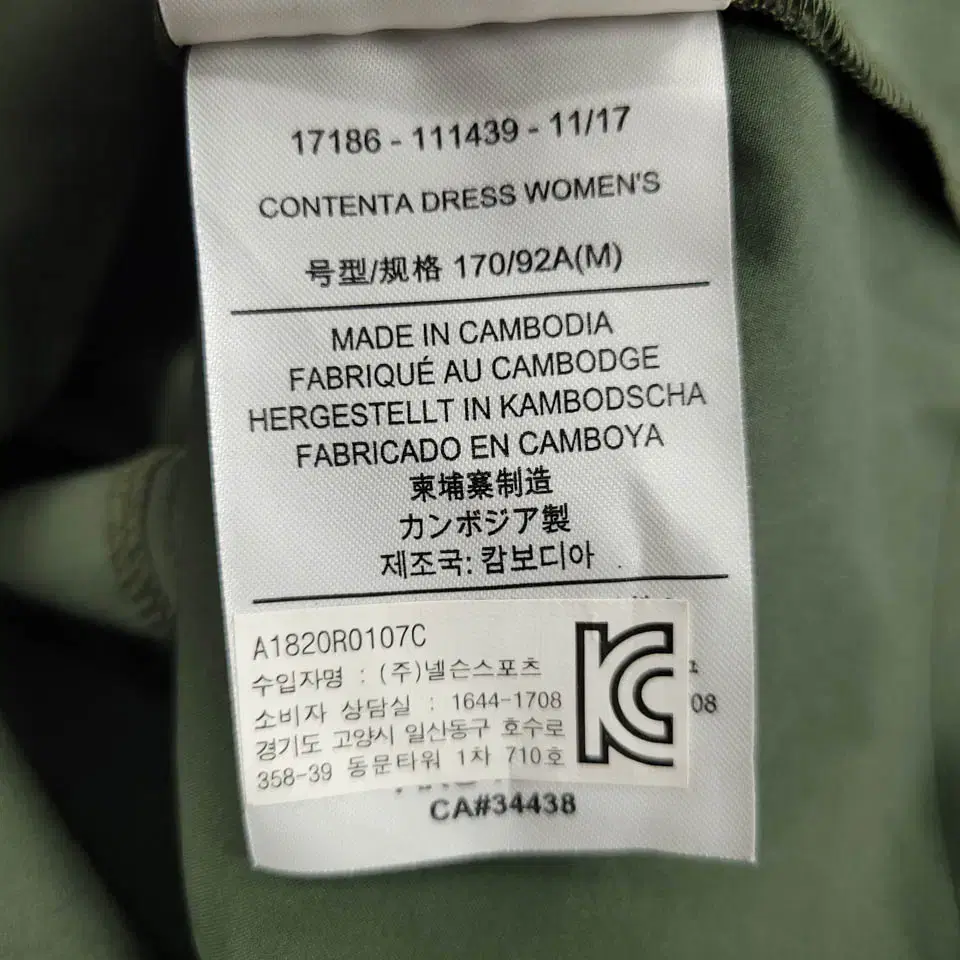 17186 - 111439 - 11/17
CONTENTA DRESS WOMEN'S
号型/规格 170/92A(M)
MADE IN CAMBODIA
FABRIQUÉ AU CAMBODGE
HERGESTELLT IN KAMBODSCHA
FABRICADO EN CAMBOYA
柬埔寨制造
カンボジア製
제조국: 캄보디아
A1820R0107C
수입자명 : (주)넬슨스포츠
소비자 상담실 : 1644-1708
경기도 고양시 일산동구 호수로
358-39 동문타워 1차 710호
KC
08
CA#34438